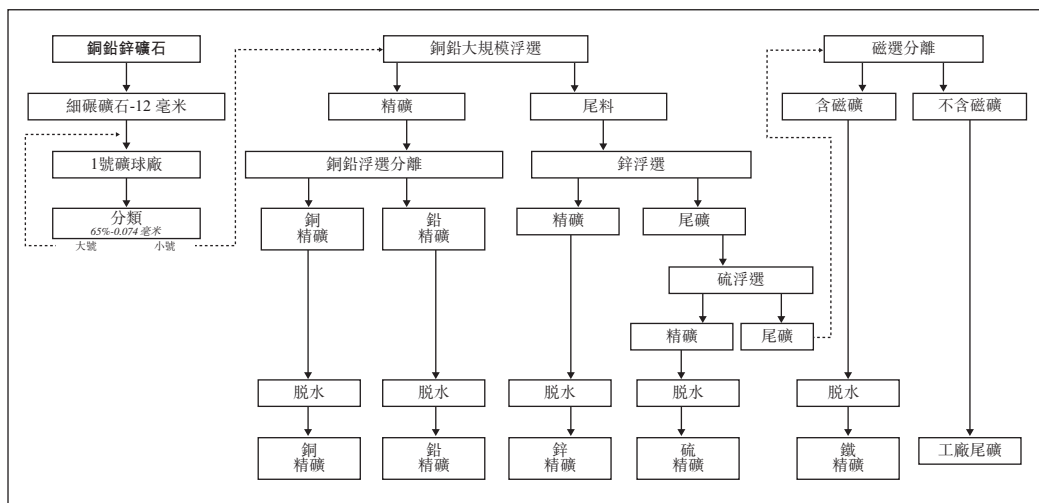 銅鉛鋅礦石
銅鉛大規模浮選
磁選分離
細碾礦石-12 毫米
精礦
尾料
含磁礦
不含磁礦
1號礦球廠
銅鉛浮選分離
鋅浮選
分類
65%-0.074 毫米
大號
小號
銅
精礦
鉛
精礦
精礦
尾礦
硫浮選
精礦
尾礦
脫水
脫水
脫水
脫水
脫水
銅
精礦
鉛
精礦
鋅
精礦
硫
精礦
鐵
精礦
工廠尾礦